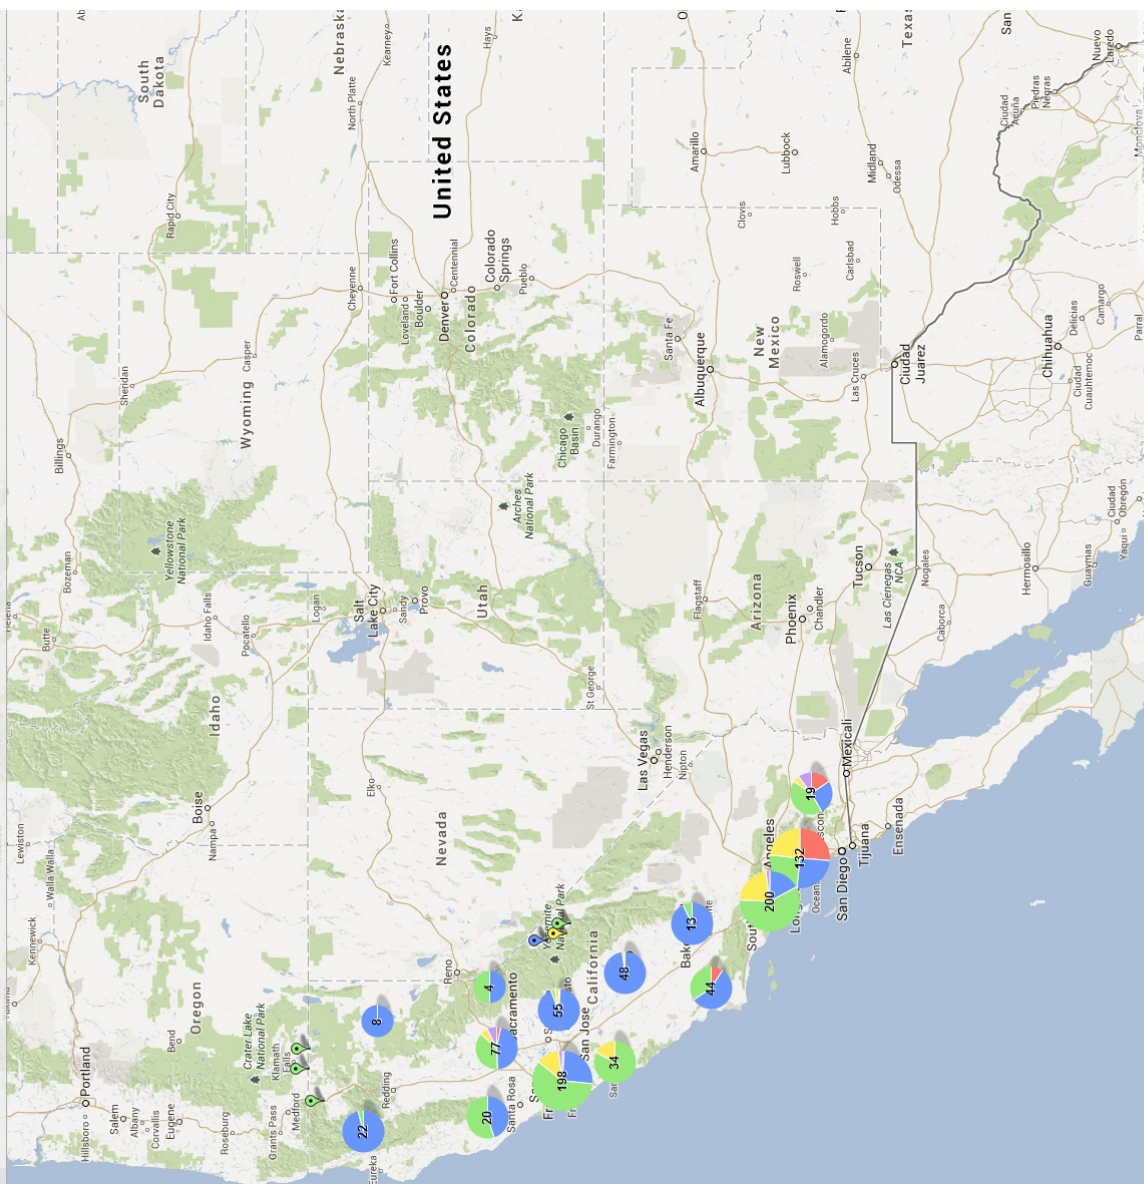 United States
South
Dakota
Rapid City
Kearney
North Platte
Hays
Abilene
Nuevo
Laredo
Piedras
Negras
Ciudad
Acuña
Amarillo
Lubbock
Midland
Odessa
Hobbs
Clovis
Roswell
Carlsbad
Cheyenne
Fort Collins
Loveland
Boulder
Denver
Centennial
Colorado
Colorado
Springs
Pueblo
Santa Fe
Albuquerque
New
Mexico
Alamogordo
Las Cruces
Ciudad
Juarez
Chihuahua
Delicias
Camargo
Parral
Ciudad
Cuauhtemoc
Sheridan
Casper
Wyoming
Billings
Bozeman
Butte
Yellowstone
National Park
Chicago
Basin
Durango
Farmington
Arches
National Park
Idaho Falls
Pocatello
Logan
Salt
Lake City
Sandy
Provo
Utah
St George
Flagstaff
Arizona
Phoenix
Chandler
Tucson
Las Cienegas
NCA
Nogales
Hermosillo
Guaymas
Ciudad
Obregón
Yaqui
Caborca
Idaho
Boise
Nampa
Lewiston
Walla Walla
Kennewick
Elko
Nevada
Las Vegas
Henderson
Nipton
Mexicali
Tijuana
Ensenada
San Diego
19
132
200
13
48
44
California
Reno
4
55
San Jose
77
198
34
20
Santa Rosa
8
22
Redding
Eureka
Oregon
Bend
Crater Lake
National Park
Klamath
Falls
Medford
Grants Pass
Roseburg
Portland
Hillsboro
Salem
Albany
Corvallis
Eugene